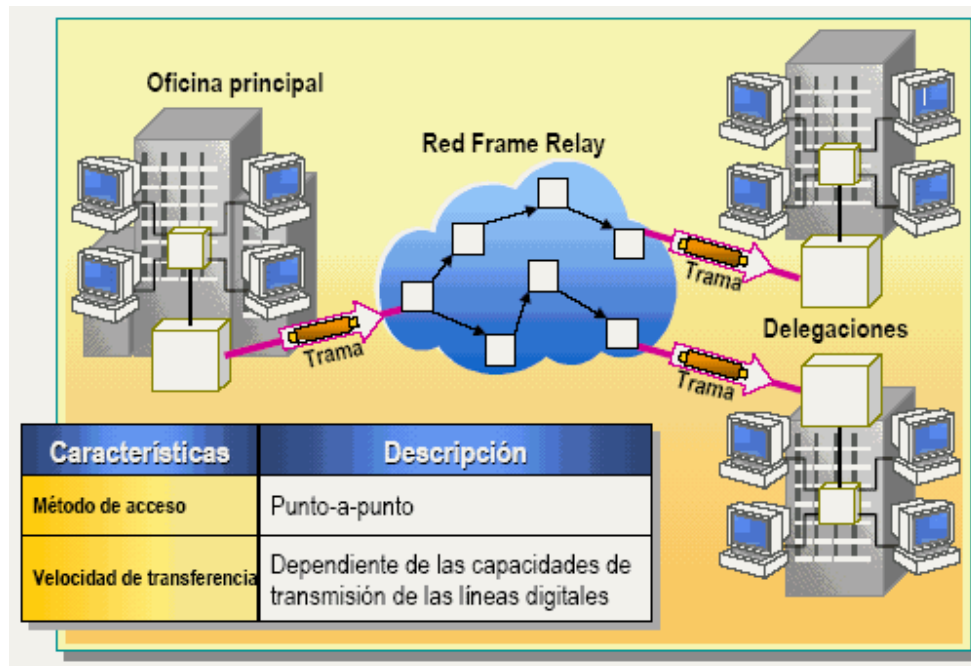 Oficina principal
Red Frame Relay
Trama
Trama
Delegaciones
Trama
Características
Descripción
Método de acceso
Punto-a-punto
Velocidad de transferencia
Dependiente de las capacidades de
transmisión de las líneas digitales